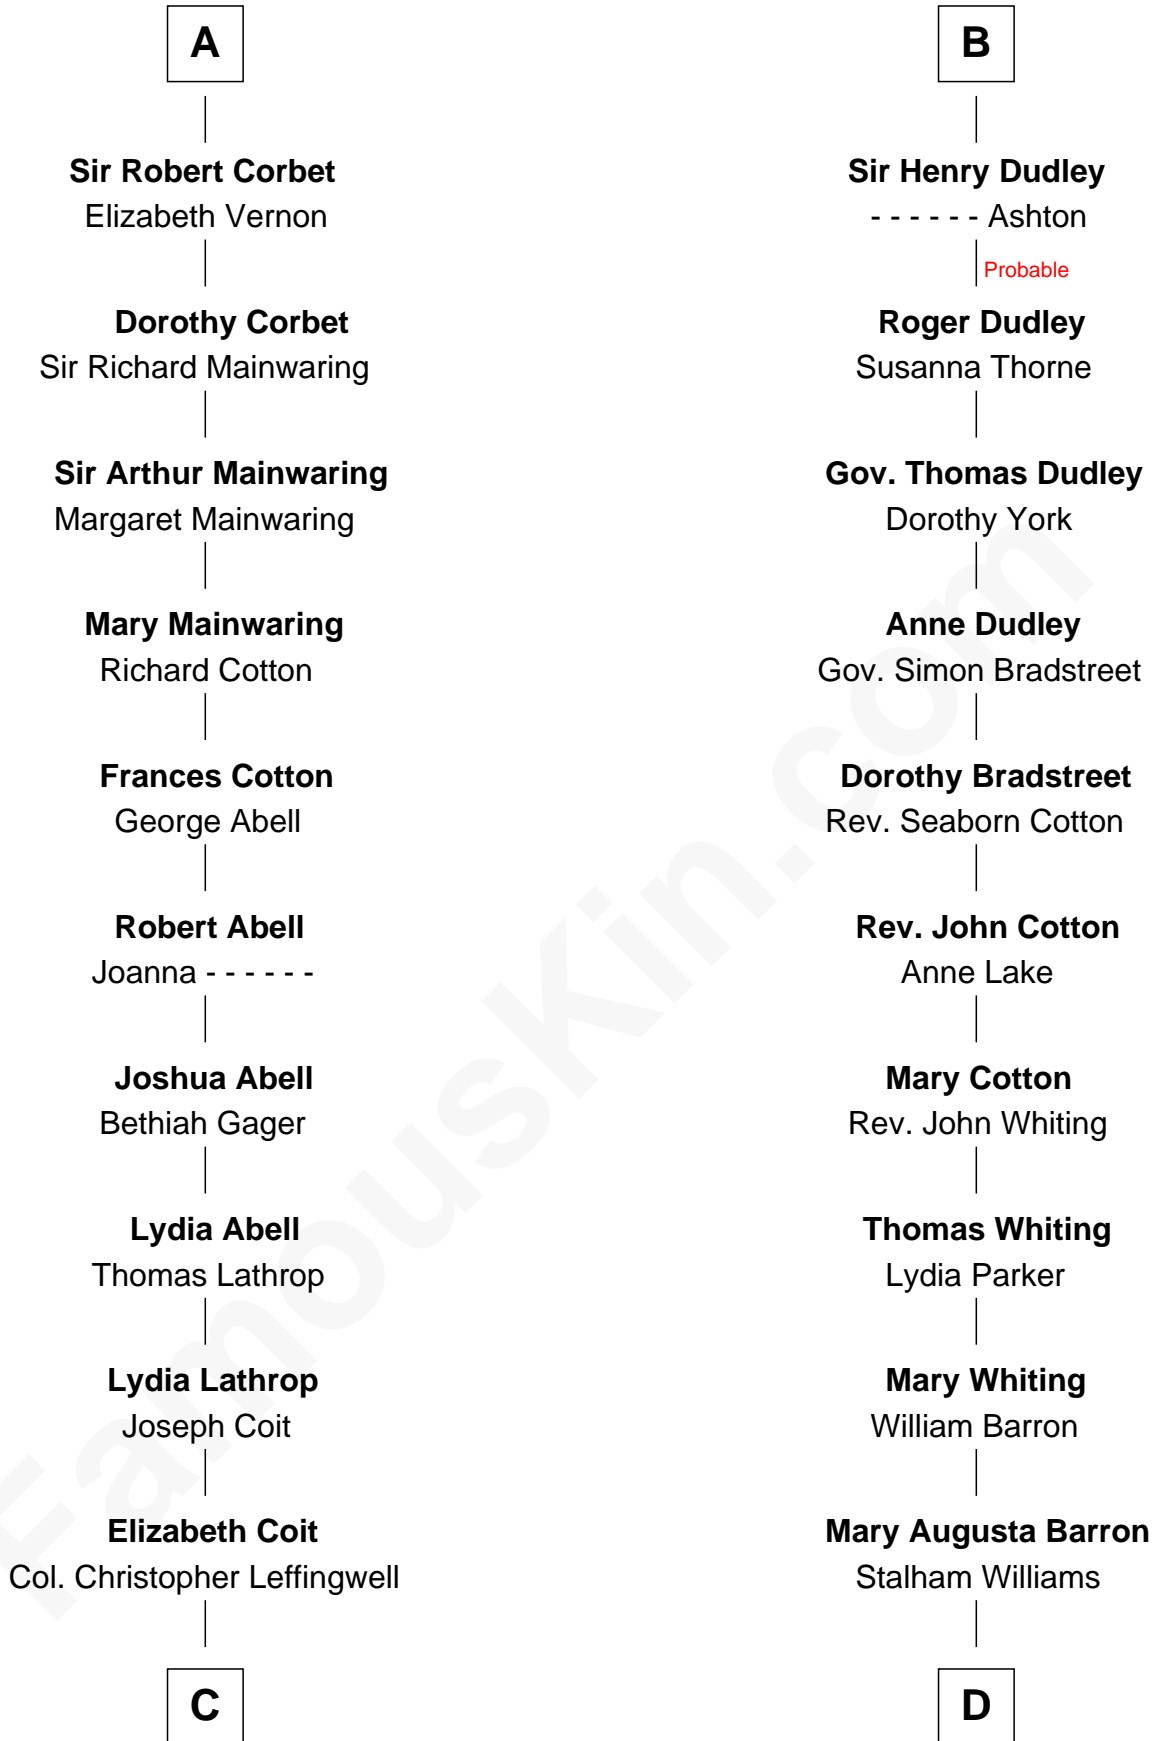 A
Sir Robert Corbet
Elizabeth Vernon
Dorothy Corbet
Sir Richard Mainwaring
Sir Arthur Mainwaring
Margaret Mainwaring
Mary Mainwaring
Richard Cotton
Frances Cotton
George Abell
Robert Abell
Joanna - - - - - -
Joshua Abell
Bethiah Gager
Lydia Abell
Thomas Lathrop
Lydia Lathrop
Joseph Coit
Elizabeth Coit
Col. Christopher Leffingwell
C
B
Sir Henry Dudley
- - - - - - Ashton
Probable
Roger Dudley
Susanna Thorne
Gov. Thomas Dudley
Dorothy York
Anne Dudley
Gov. Simon Bradstreet
Dorothy Bradstreet
Rev. Seaborn Cotton
Rev. John Cotton
Anne Lake
Mary Cotton
Rev. John Whiting
Thomas Whiting
Lydia Parker
Mary Whiting
William Barron
Mary Augusta Barron
Stalham Williams
D
FamousKin.com